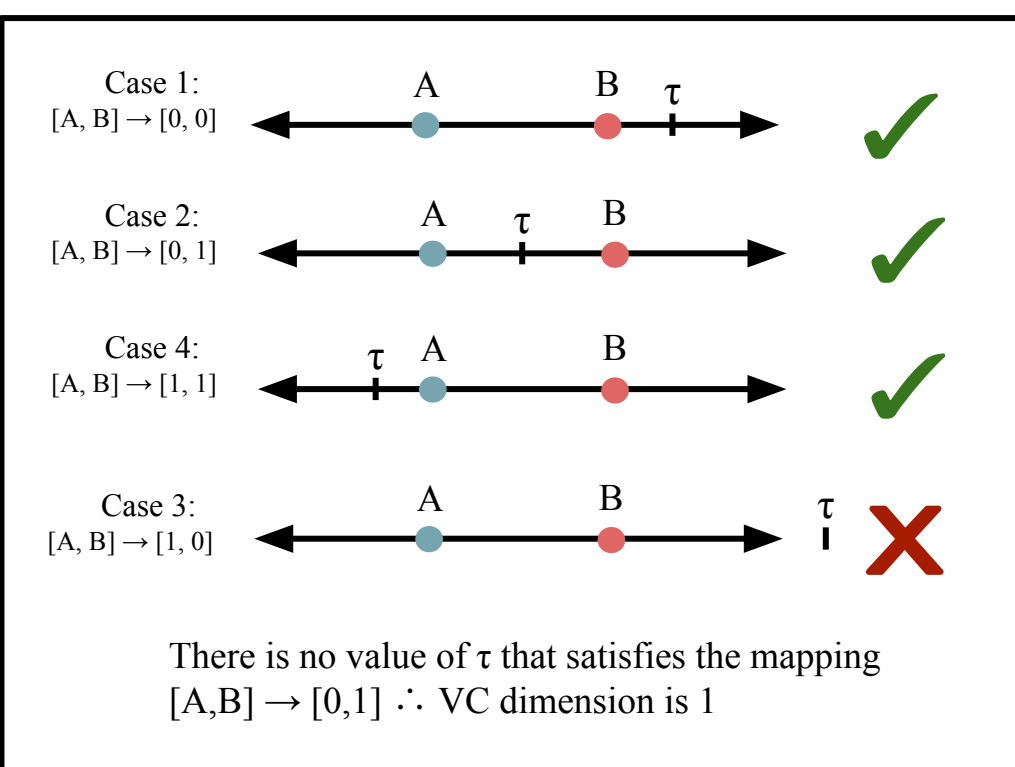 Case 1:
[A, B] → [0, 0]
A
B
τ
Case 2:
[A, B] → [0, 1]
A
τ
B
Case 4:
[A, B] → [1, 1]
τ
A
B
Case 3:
[A, B] → [1, 0]
A
B
τ
There is no value of τ that satisfies the mapping
[A,B] → [0,1] ∴ VC dimension is 1